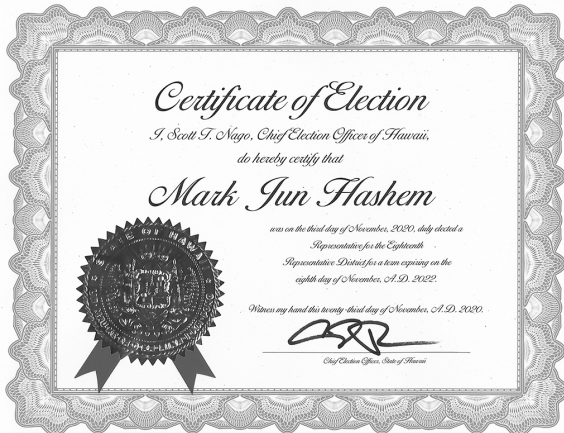 Certificate of Election
I, Scott T. Nago, Chief Election Officer of Hawaii,
do hereby certify that
Mark Jun Hashem
was on the third day of November, 2020, duly elected a
Representative for the Eighteenth
Representative District for a term expiring on the
eighth day of November, A.D. 2022.
Witness my hand this twenty-third day of November, A.D. 2020.
Chief Election Officer, State of Hawaii
STATE OF HAWAII